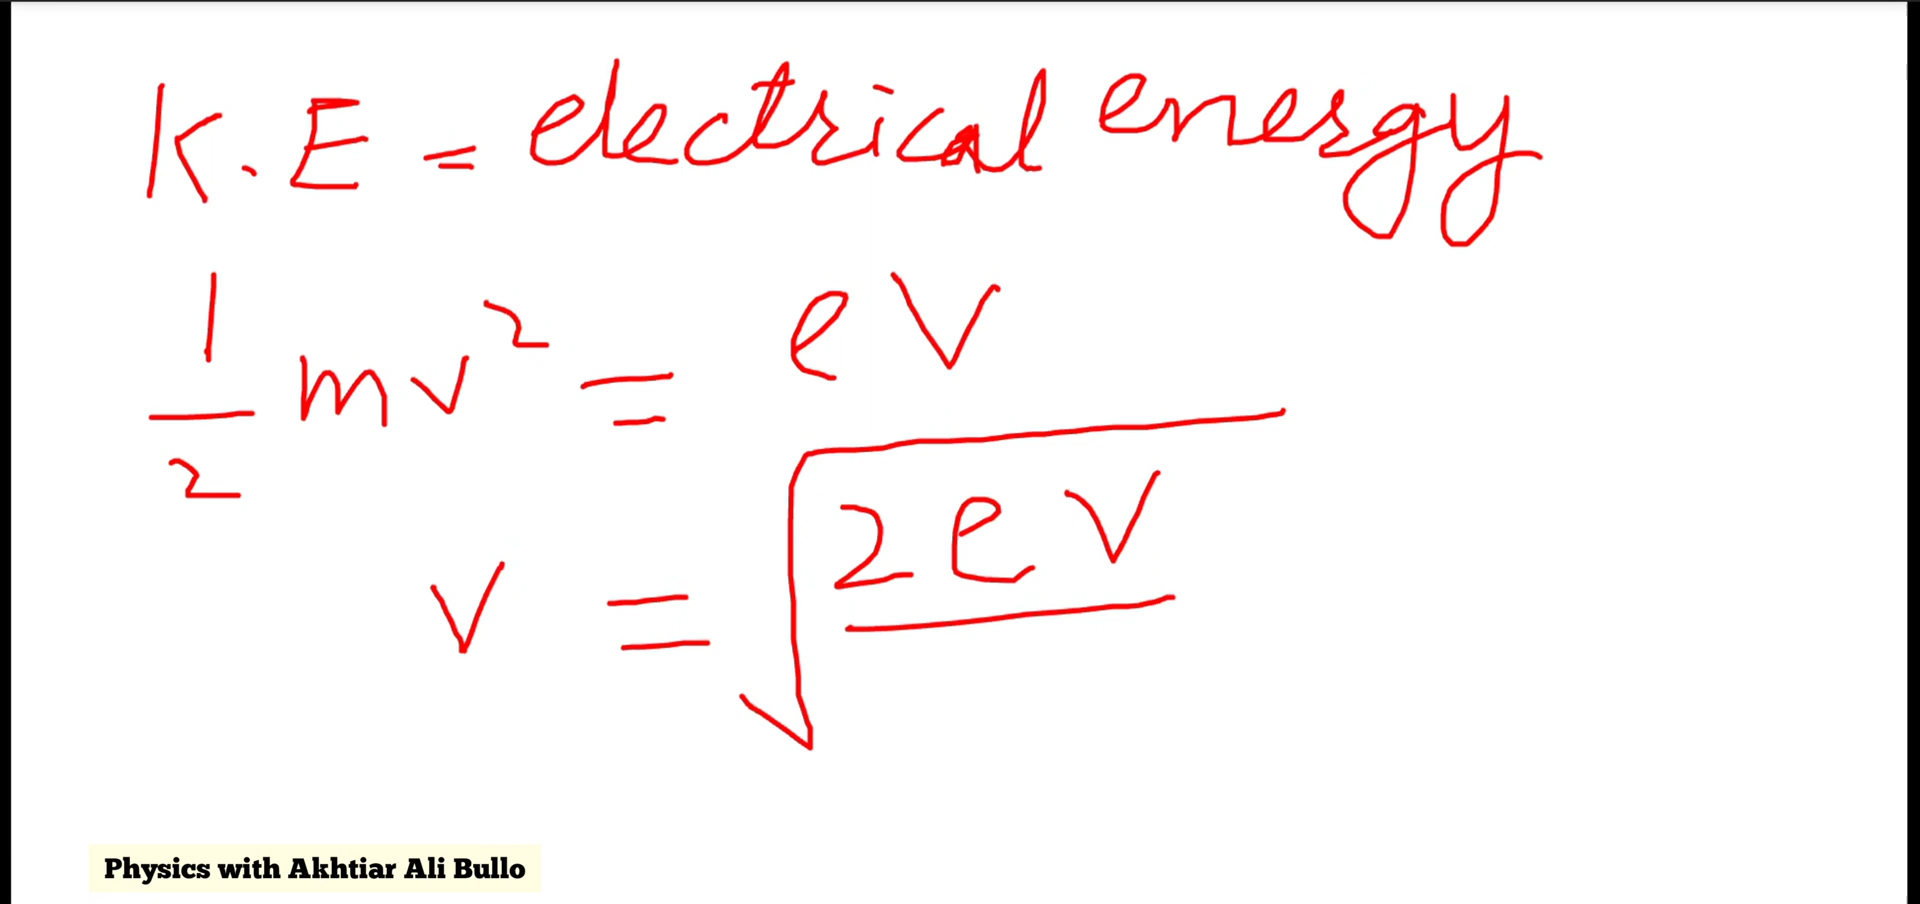 K.E = electrical energy
1/2 mv² = eV
v = √2eV
Physics with Akhtiar Ali Bullo